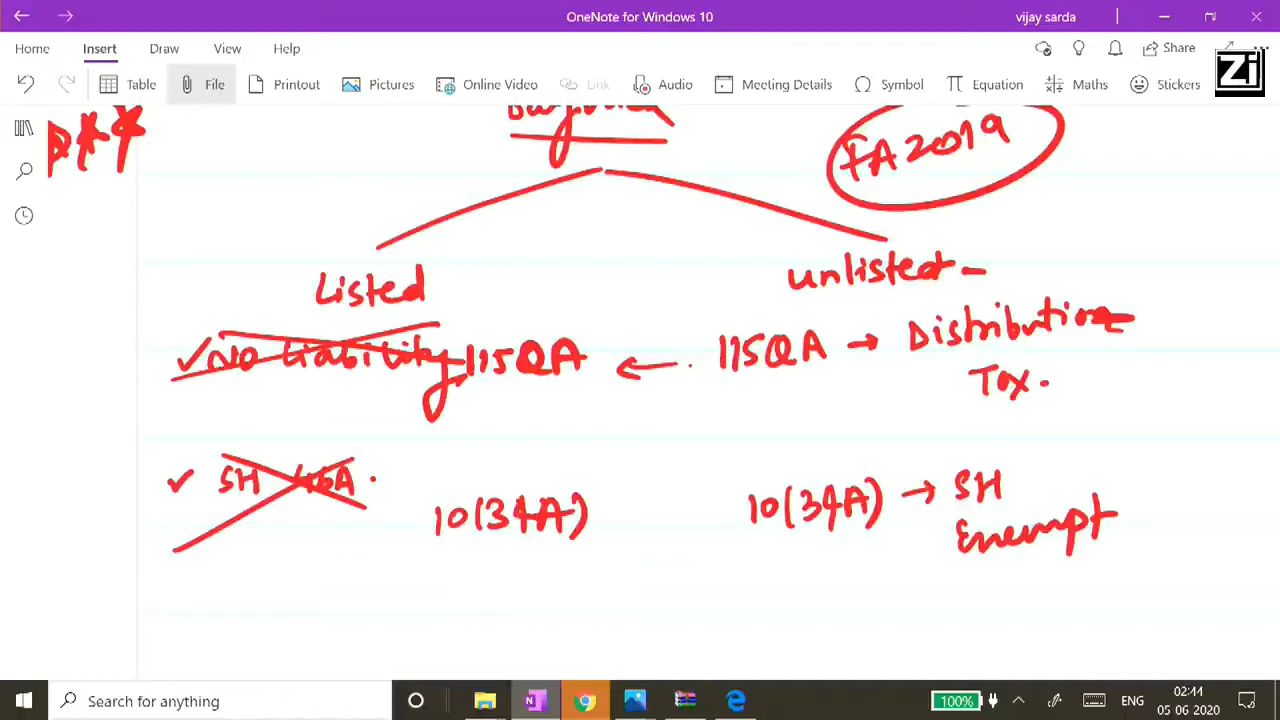 OneNote for Windows 10
vijay sarda
Home Insert Draw View Help
Share
Table File Printout Pictures Online Video Link Audio Meeting Details Symbol Equation Maths Stickers
Zi
FA 2019
Listed
unlisted -
No liability, 115QA
115QA → Distribution
Tax.
SH 46A.
10(34A)
10(34A) → SH
Exempt
Search for anything
100%
ENG
02:44
05-06-2020